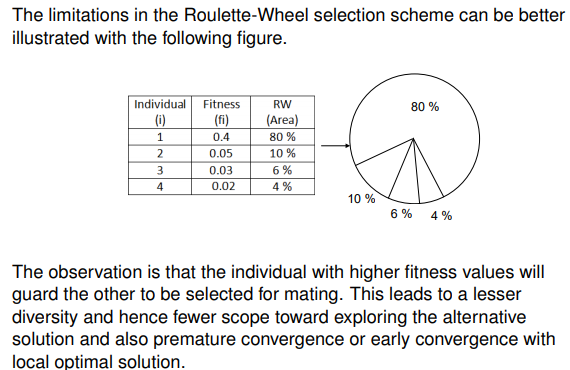 The limitations in the Roulette-Wheel selection scheme can be better
illustrated with the following figure.
Individual Fitness RW
(i) (fi) (Area)
1 0.4 80 %
2 0.05 10 %
3 0.03 6 %
4 0.02 4 %
80 %
10 %
6 % 4 %
The observation is that the individual with higher fitness values will
guard the other to be selected for mating. This leads to a lesser
diversity and hence fewer scope toward exploring the alternative
solution and also premature convergence or early convergence with
local optimal solution.